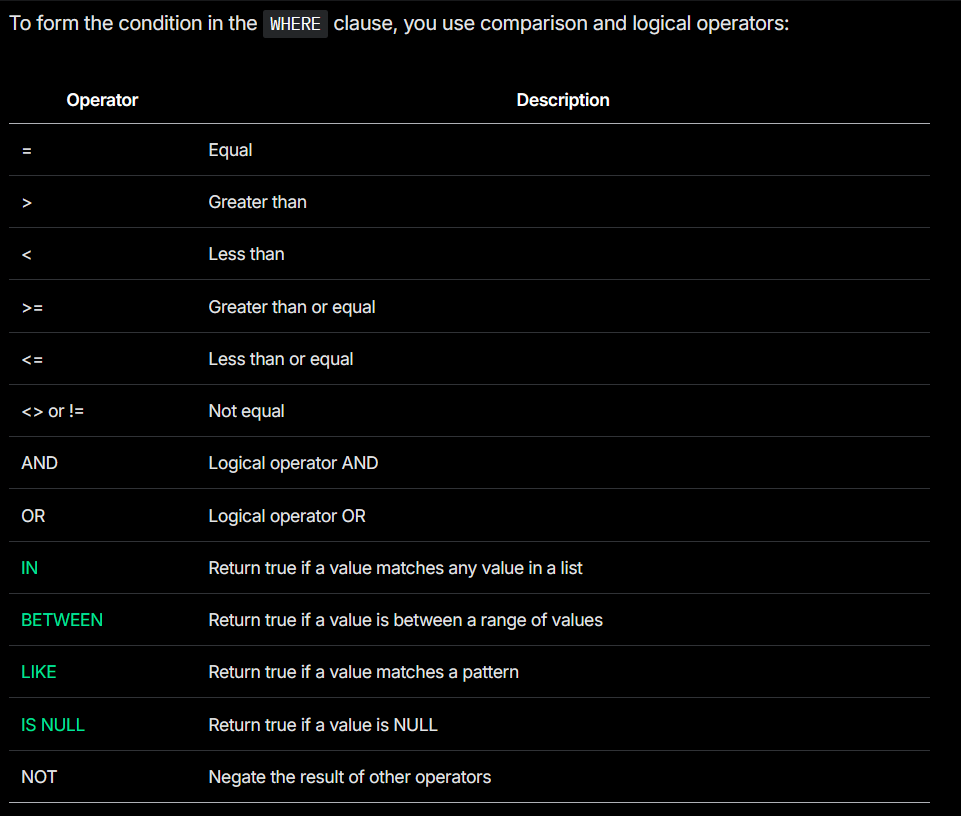 To form the condition in the WHERE clause, you use comparison and logical operators:
Operator Description
= Equal
> Greater than
< Less than
>= Greater than or equal
<= Less than or equal
<> or != Not equal
AND Logical operator AND
OR Logical operator OR
IN Return true if a value matches any value in a list
BETWEEN Return true if a value is between a range of values
LIKE Return true if a value matches a pattern
IS NULL Return true if a value is NULL
NOT Negate the result of other operators